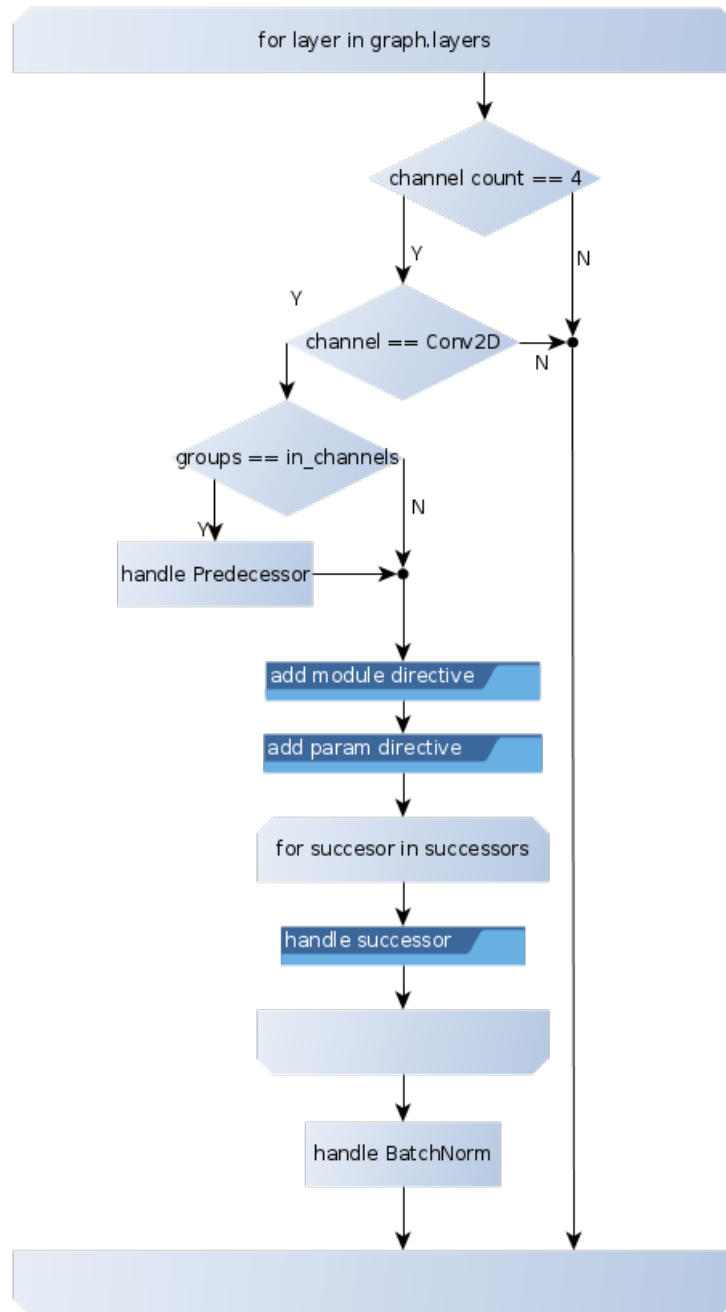 for layer in graph.layers
channel count == 4
Y
N
Y
channel == Conv2D
N
groups == in_channels
N
Y
handle Predecessor
add module directive
add param directive
for succesor in successors
handle successor
handle BatchNorm